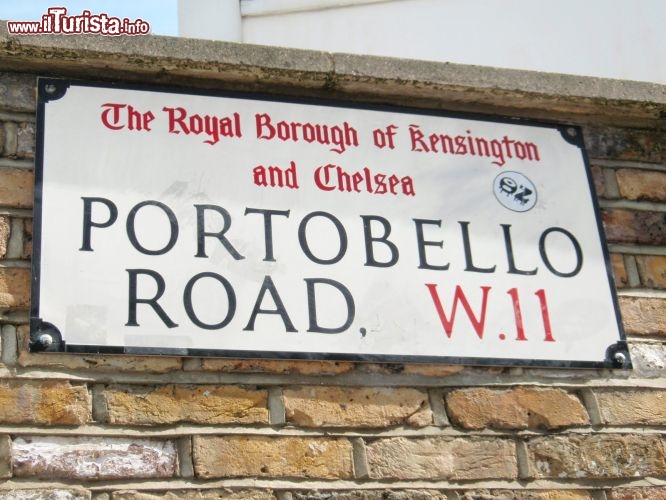 www.ilTurista.info
The Royal Borough of Kensington
and Chelsea
PORTOBELLO
ROAD, W.11